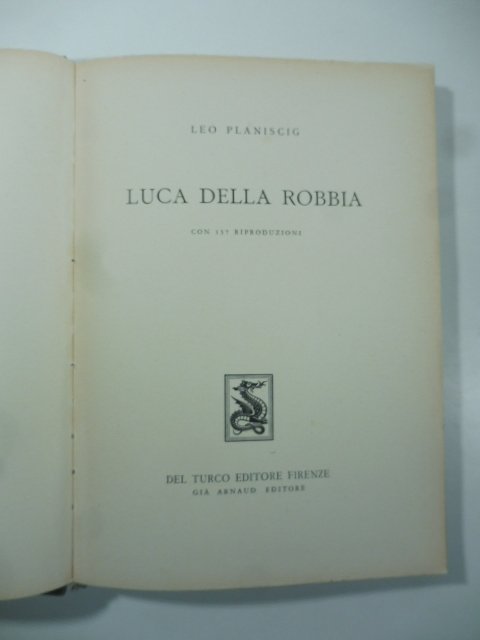 LEO PLANISCIG
LUCA DELLA ROBBIA
CON 137 RIPRODUZIONI
DEL TURCO EDITORE FIRENZE
GIÀ ARNAUD EDITORE